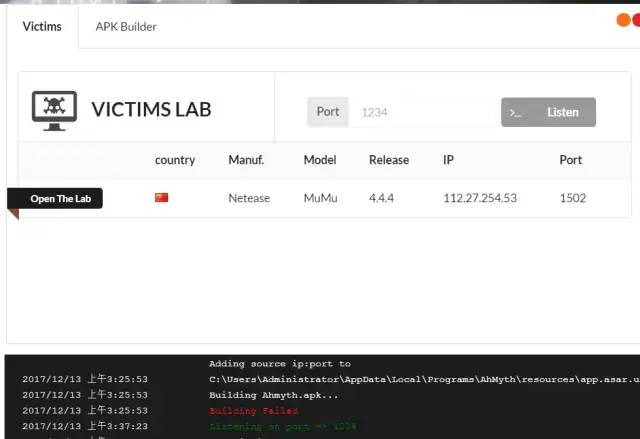 Victims APK Builder
VICTIMS LAB Port 1234 >_ Listen
country Manuf. Model Release IP Port
Open The Lab Netease MuMu 4.4.4 112.27.254.53 1502
Adding source ip:port to
2017/12/13 上午3:25:53 C:\Users\Administrator\AppData\Local\Programs\AhMyth\resources\app.asar.u
2017/12/13 上午3:25:53 Building Ahmyth.apk...
2017/12/13 上午3:25:53 Building Failed
2017/12/13 上午3:37:23 Listening on port => 1234